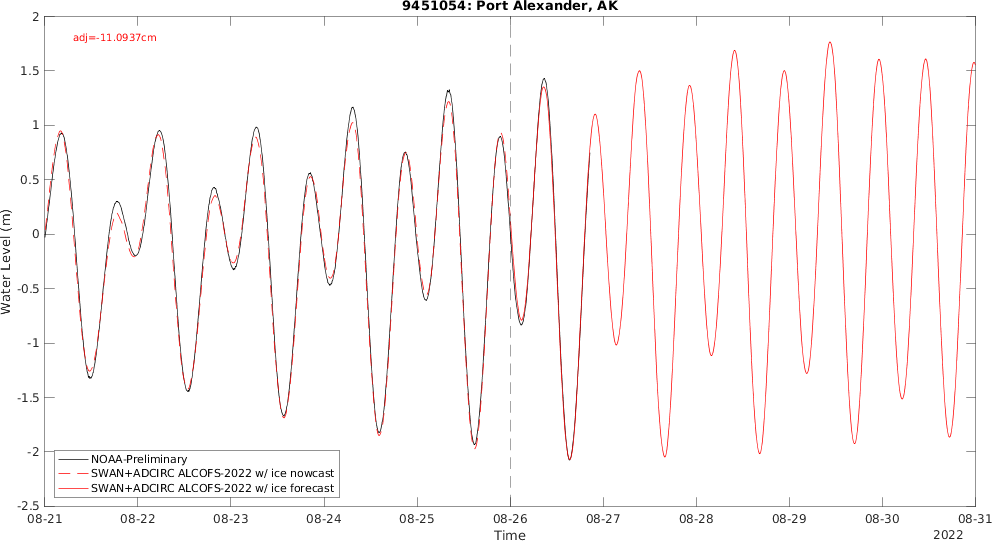 9451054: Port Alexander, AK
adj=-11.0937cm
2
1.5
1
0.5
0
-0.5
-1
-1.5
-2
-2.5
Water Level (m)
NOAA-Preliminary
SWAN+ADCIRC ALCOFS-2022 w/ ice nowcast
SWAN+ADCIRC ALCOFS-2022 w/ ice forecast
08-21 08-22 08-23 08-24 08-25 08-26 08-27 08-28 08-29 08-30 08-31
Time
2022